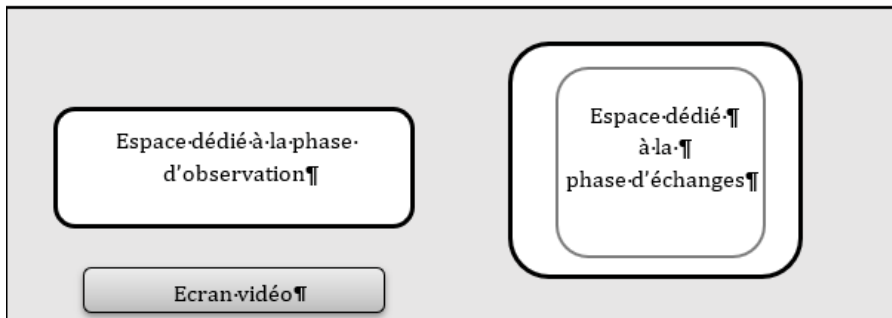 Espace·dédié·à·la·phase·
d'observation¶
Ecran·vidéo¶
Espace·dédié·¶
à·la·¶
phase·d'échanges¶